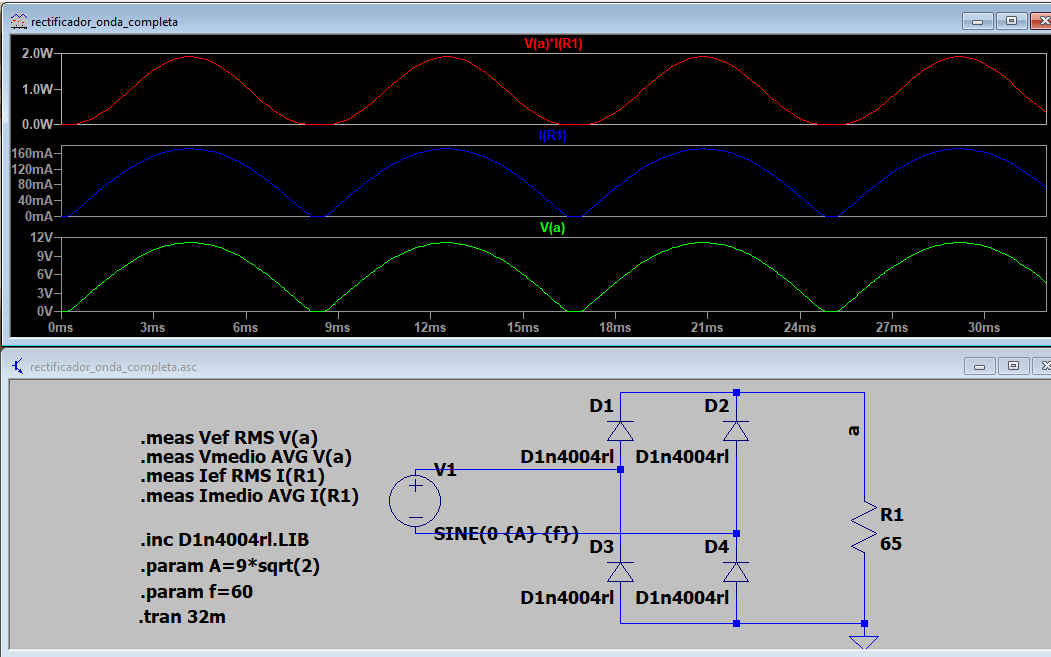 rectificador_onda_completa
V(a)*I(R1)
2.0W
1.0W
0.0W
I(R1)
160mA
120mA
80mA
40mA
0mA
V(a)
12V
9V
6V
3V
0V
0ms 3ms 6ms 9ms 12ms 15ms 18ms 21ms 24ms 27ms 30ms
rectificador_onda_completa.asc
.meas Vef RMS V(a)
.meas Vmedio AVG V(a)
.meas Ief RMS I(R1)
.meas Imedio AVG I(R1)
.inc D1n4004rl.LIB
.param A=9*sqrt(2)
.param f=60
.tran 32m
V1
SINE(0 {A} {f})
D1
D1n4004rl
D2
D1n4004rl
D3
D1n4004rl
D4
D1n4004rl
a
R1
65